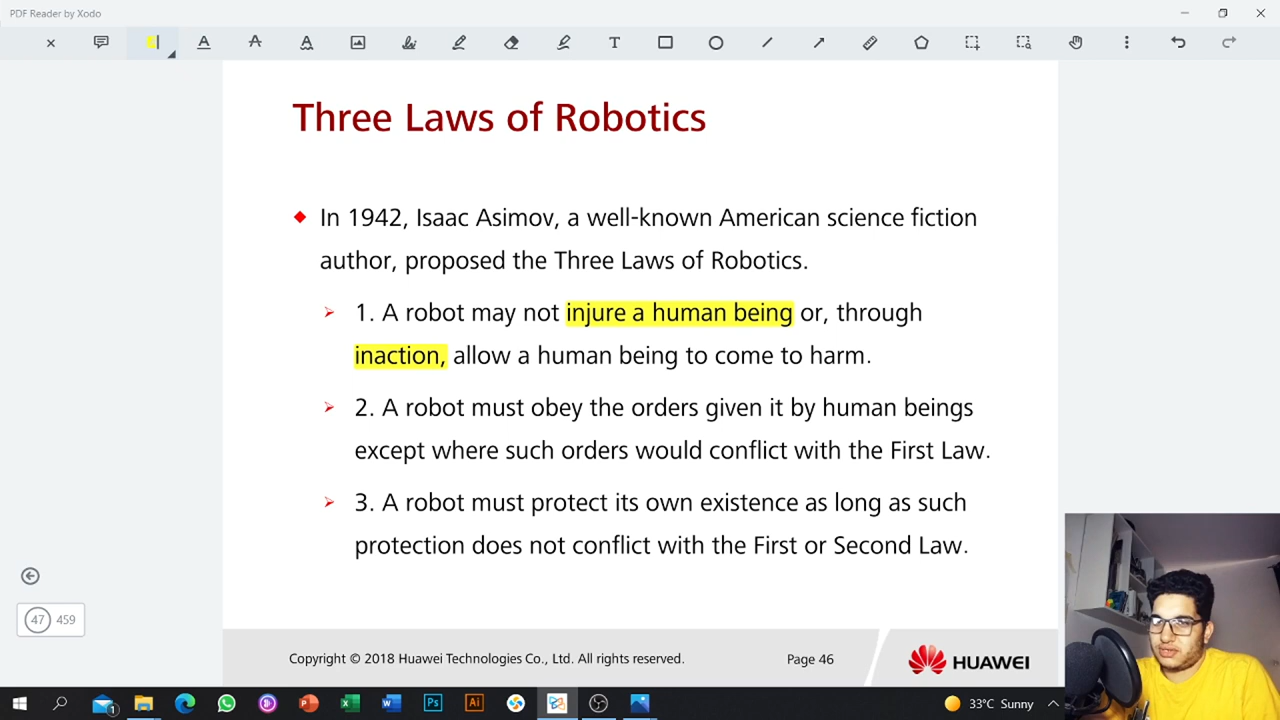 PDF Reader by Xodo
Three Laws of Robotics
In 1942, Isaac Asimov, a well-known American science fiction
author, proposed the Three Laws of Robotics.
1. A robot may not injure a human being or, through
inaction, allow a human being to come to harm.
2. A robot must obey the orders given it by human beings
except where such orders would conflict with the First Law.
3. A robot must protect its own existence as long as such
protection does not conflict with the First or Second Law.
47 459
Copyright © 2018 Huawei Technologies Co., Ltd. All rights reserved. Page 46 HUAWEI
33°C Sunny